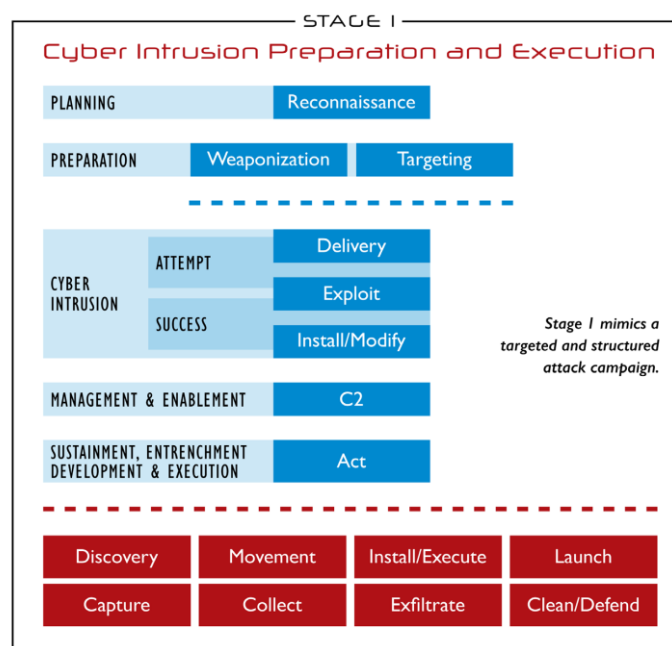 STAGE 1
Cyber Intrusion Preparation and Execution
PLANNING
Reconnaissance
PREPARATION
Weaponization
Targeting
CYBER
INTRUSION
ATTEMPT
SUCCESS
Delivery
Exploit
Install/Modify
Stage 1 mimics a
targeted and structured
attack campaign.
MANAGEMENT & ENABLEMENT
C2
SUSTAINMENT, ENTRENCHMENT
DEVELOPMENT & EXECUTION
Act
Discovery
Movement
Install/Execute
Launch
Capture
Collect
Exfiltrate
Clean/Defend